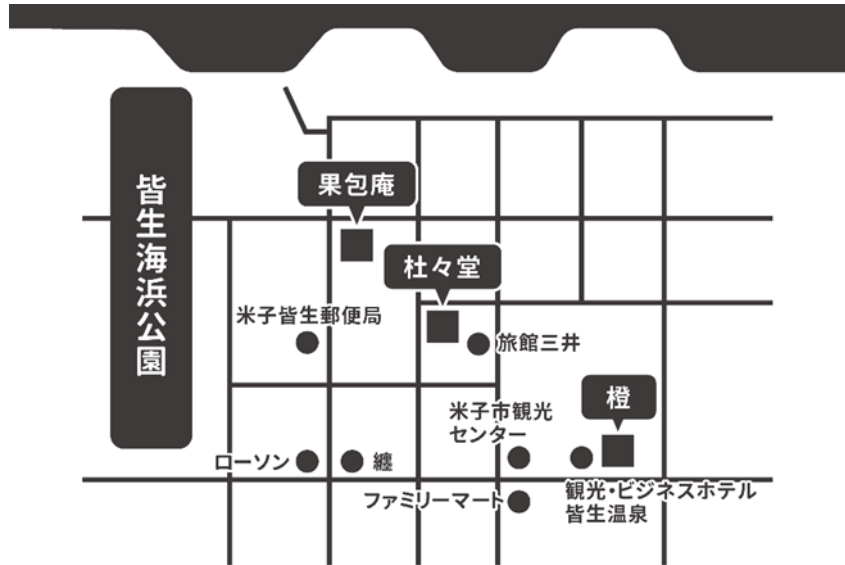 皆生海浜公園
果包庵
杜々堂
米子皆生郵便局
旅館三井
橙
米子市観光
センター
ローソン
纏
ファミリーマート
観光・ビジネスホテル
皆生温泉